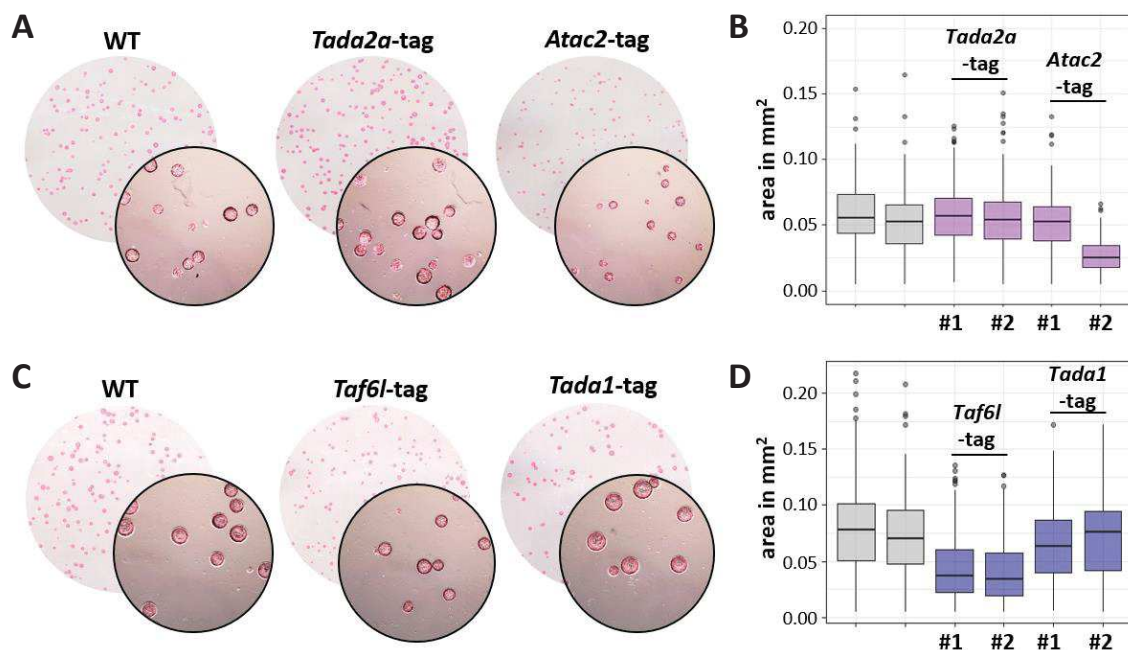 A
WT
Tada2a-tag
Atac2-tag
B
area in mm²
0.20
0.15
0.10
0.05
0.00
Tada2a
-tag
Atac2
-tag
#1 #2 #1 #2
C
WT
Taf6l-tag
Tada1-tag
D
area in mm²
0.20
0.15
0.10
0.05
0.00
Taf6l
-tag
Tada1
-tag
#1 #2 #1 #2